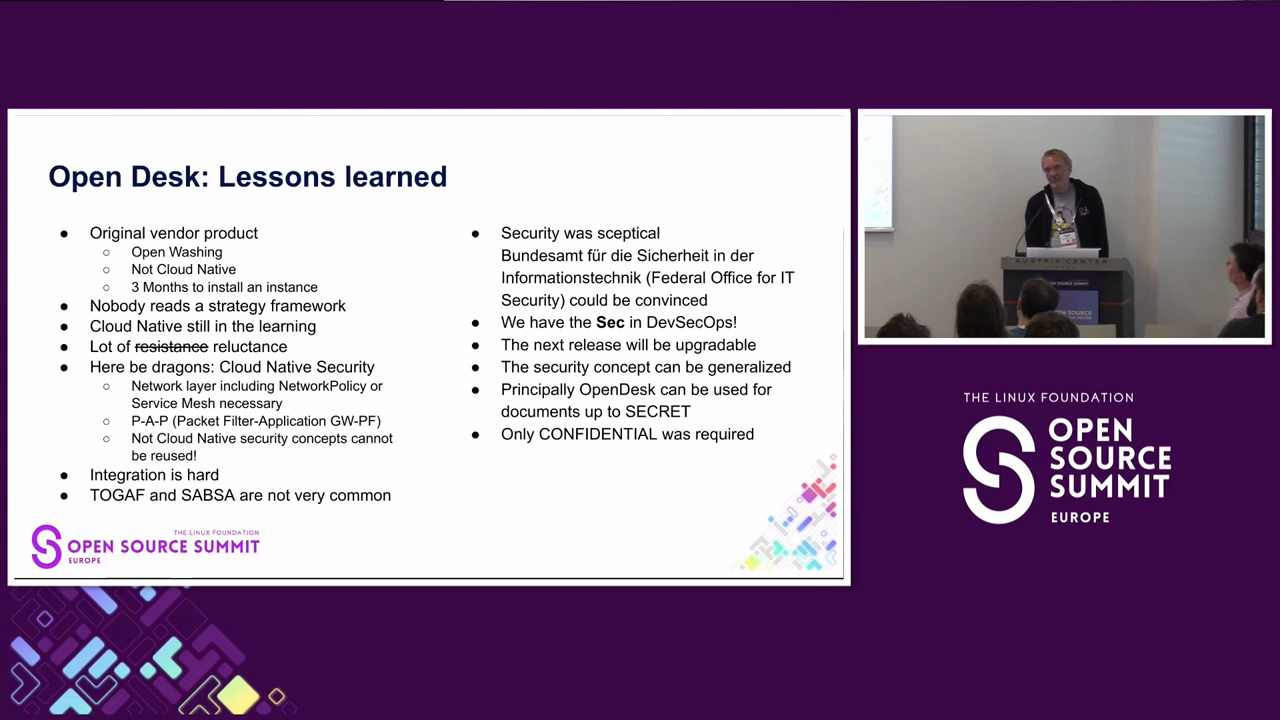 Open Desk: Lessons learned
● Original vendor product
○ Open Washing
○ Not Cloud Native
○ 3 Months to install an instance
● Nobody reads a strategy framework
● Cloud Native still in the learning
● Lot of resistance reluctance
● Here be dragons: Cloud Native Security
○ Network layer including NetworkPolicy or
Service Mesh necessary
○ P-A-P (Packet Filter-Application GW-PF)
○ Not Cloud Native security concepts cannot
be reused!
● Integration is hard
● TOGAF and SABSA are not very common
● Security was sceptical
Bundesamt für die Sicherheit in der
Informationstechnik (Federal Office for IT
Security) could be convinced
● We have the Sec in DevSecOps!
● The next release will be upgradable
● The security concept can be generalized
● Principally OpenDesk can be used for
documents up to SECRET
● Only CONFIDENTIAL was required
THE LINUX FOUNDATION
OPEN SOURCE SUMMIT
EUROPE
AUSTRIA CENTER
THE LINUX FOUNDATION
OPEN
SOURCE
SUMMIT
EUROPE